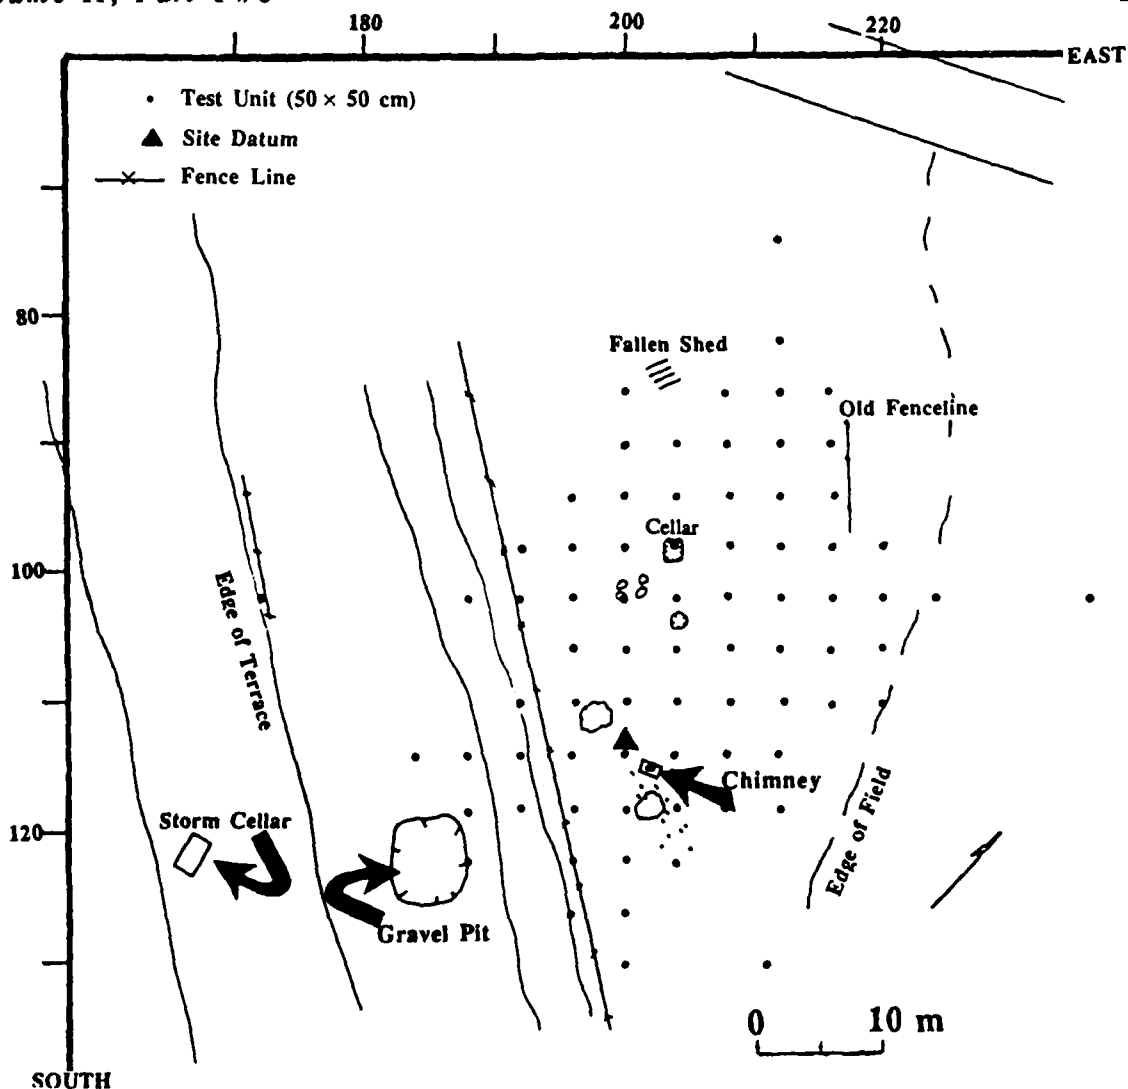 180
200
220
EAST
Test Unit (50 × 50 cm)
Site Datum
Fence Line
80
Fallen Shed
Old Fenceline
Cellar
100
Edge of Terrace
Chimney
Storm Cellar
120
Edge of Field
Gravel Pit
0 10 m
SOUTH